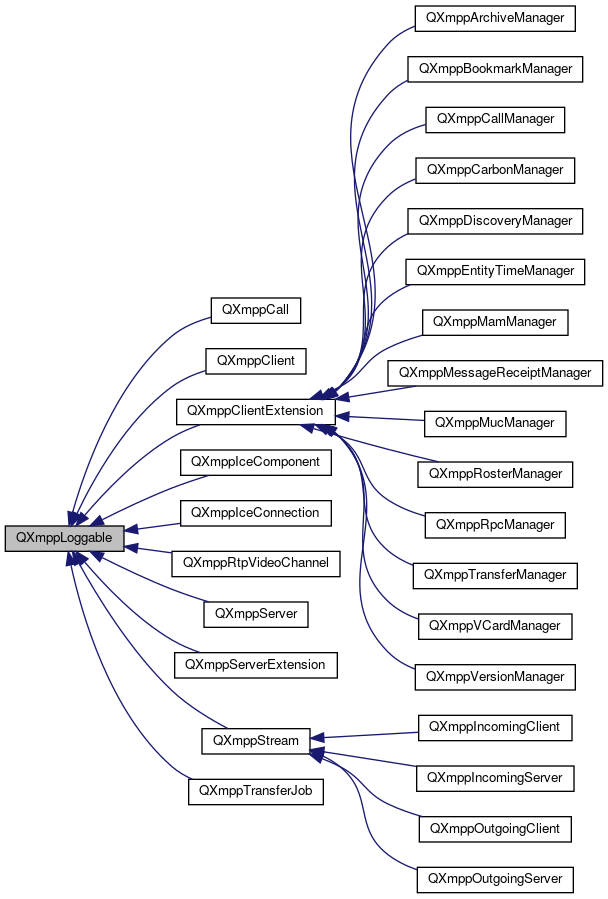 QXmppLoggable
QXmppCall
QXmppClient
QXmppClientExtension
QXmppIceComponent
QXmppIceConnection
QXmppRtpVideoChannel
QXmppServer
QXmppServerExtension
QXmppStream
QXmppTransferJob
QXmppArchiveManager
QXmppBookmarkManager
QXmppCallManager
QXmppCarbonManager
QXmppDiscoveryManager
QXmppEntityTimeManager
QXmppMamManager
QXmppMessageReceiptManager
QXmppMucManager
QXmppRosterManager
QXmppRpcManager
QXmppTransferManager
QXmppVCardManager
QXmppVersionManager
QXmppIncomingClient
QXmppIncomingServer
QXmppOutgoingClient
QXmppOutgoingServer